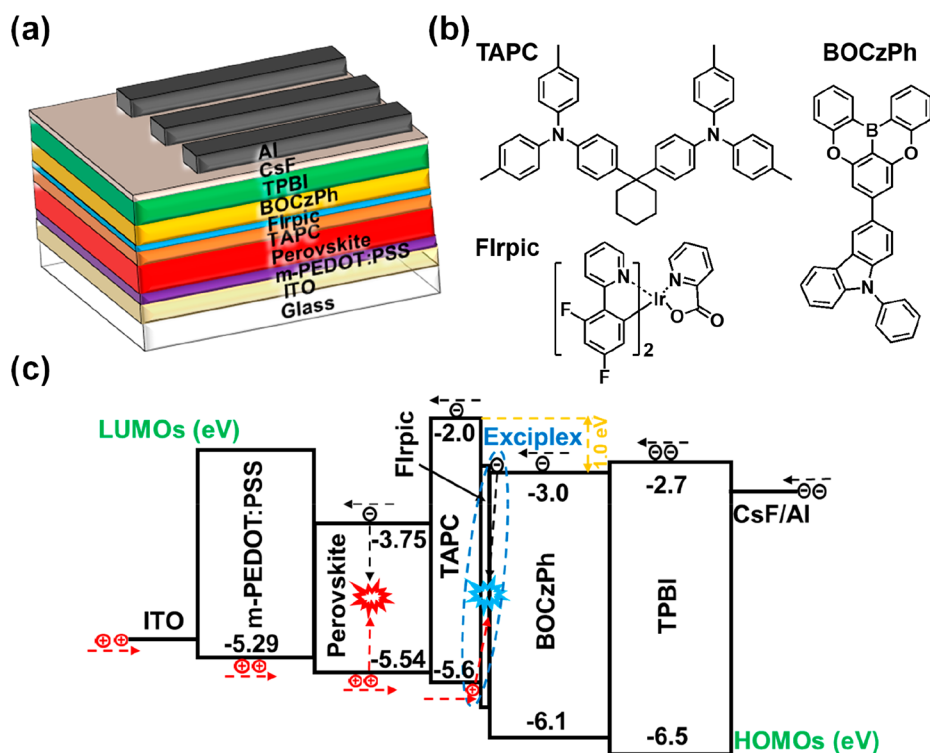 (a)
Al
CsF
TPBI
BOCzPh
FIrpic
TAPC
Perovskite
m-PEDOT:PSS
ITO
Glass
(b)
TAPC
BOCzPh
N
N
B
O
O
N
FIrpic
N
N
Ir
O
O
F
F
2
(c)
LUMOs (eV)
ITO
m-PEDOT:PSS
-5.29
Perovskite
-3.75
-5.54
TAPC
-2.0
-5.6
FIrpic
Exciplex
1.0 eV
BOCzPh
-3.0
-6.1
TPBI
-2.7
-6.5
CsF/Al
HOMOs (eV)